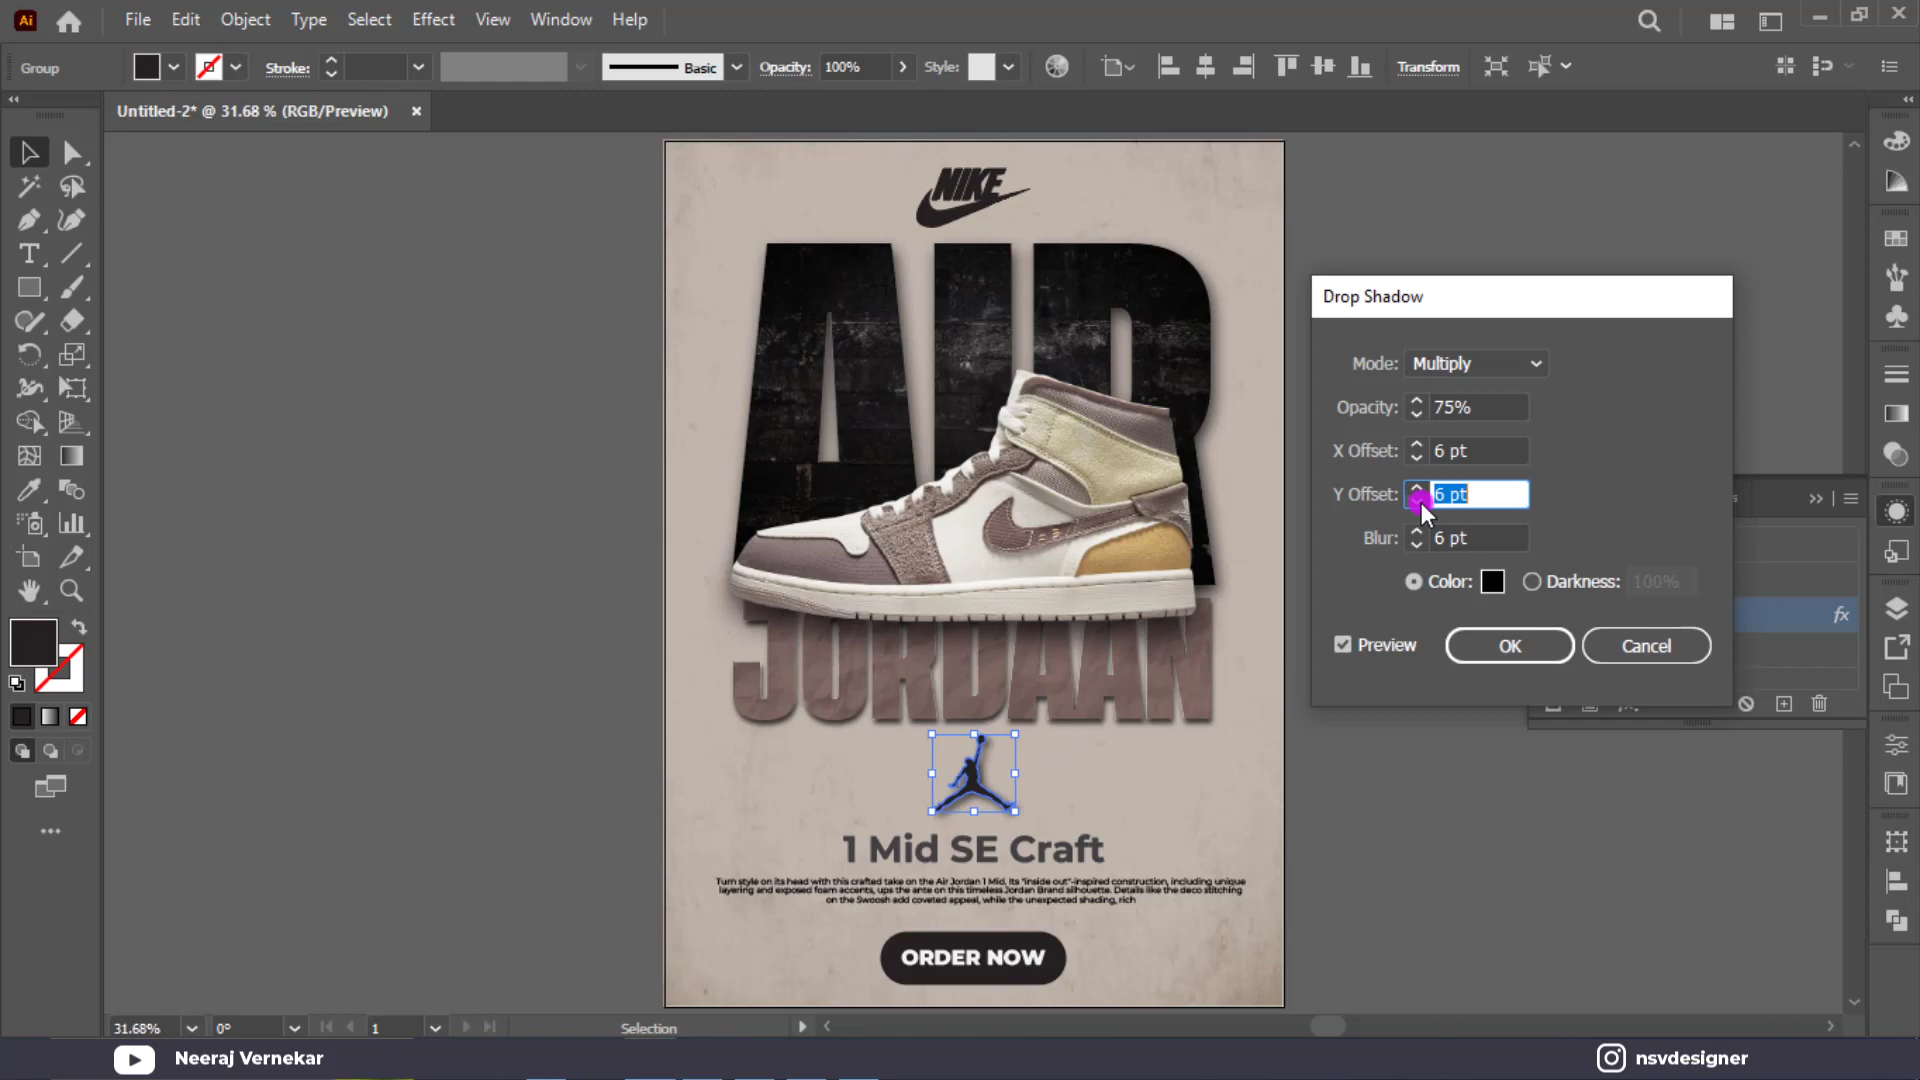 Ai
File Edit Object Type Select Effect View Window Help
Group Stroke: Basic Opacity: 100% Style: Transform
Untitled-2* @ 31.68 % (RGB/Preview)
NIKE
AIR
JORDAAN
1 Mid SE Craft
Turn style on its head with this crafted take on the Air Jordan 1 Mid. Its "inside out"-inspired construction, including unique
layering and exposed foam accents, ups the ante on this timeless Jordan Brand silhouette. Details like the deco stitching
on the Swoosh add coveted appeal, while the unexpected shading, rich
ORDER NOW
Drop Shadow
Mode: Multiply
Opacity: 75%
X Offset: 6 pt
Y Offset: 6 pt
Blur: 6 pt
Color: Darkness: 100%
Preview OK Cancel
fx
31.68% 0° 1 Selection
Neeraj Vernekar nsvdesigner